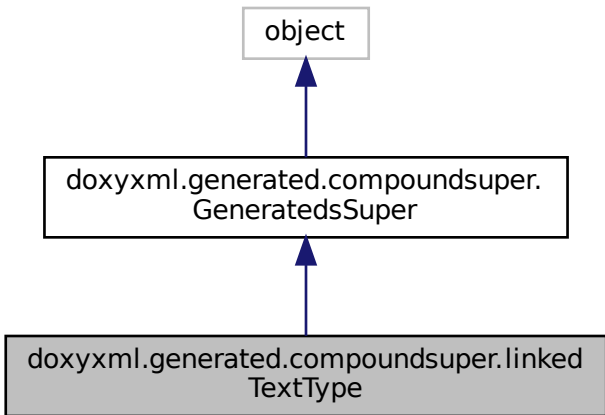 object
doxyxml.generated.compoundsuper.
GeneratedsSuper
doxyxml.generated.compoundsuper.linked
TextType